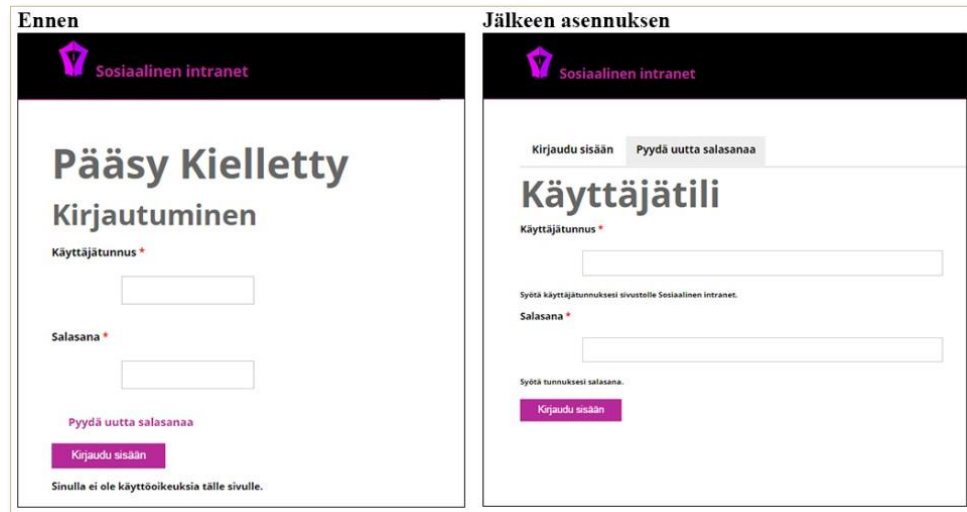 Ennen
Sosiaalinen intranet
Pääsy Kielletty
Kirjautuminen
Käyttäjätunnus *
Salasana *
Pyydä uutta salasanaa
Kirjaudu sisään
Sinulla ei ole käyttöoikeuksia tälle sivulle.
Jälkeen asennuksen
Sosiaalinen intranet
Kirjaudu sisään Pyydä uutta salasanaa
Käyttäjätili
Käyttäjätunnus *
Syötä käyttäjätunnuksesi sivustolle Sosiaalinen intranet.
Salasana *
Syötä tunnuksesi salasana.
Kirjaudu sisään